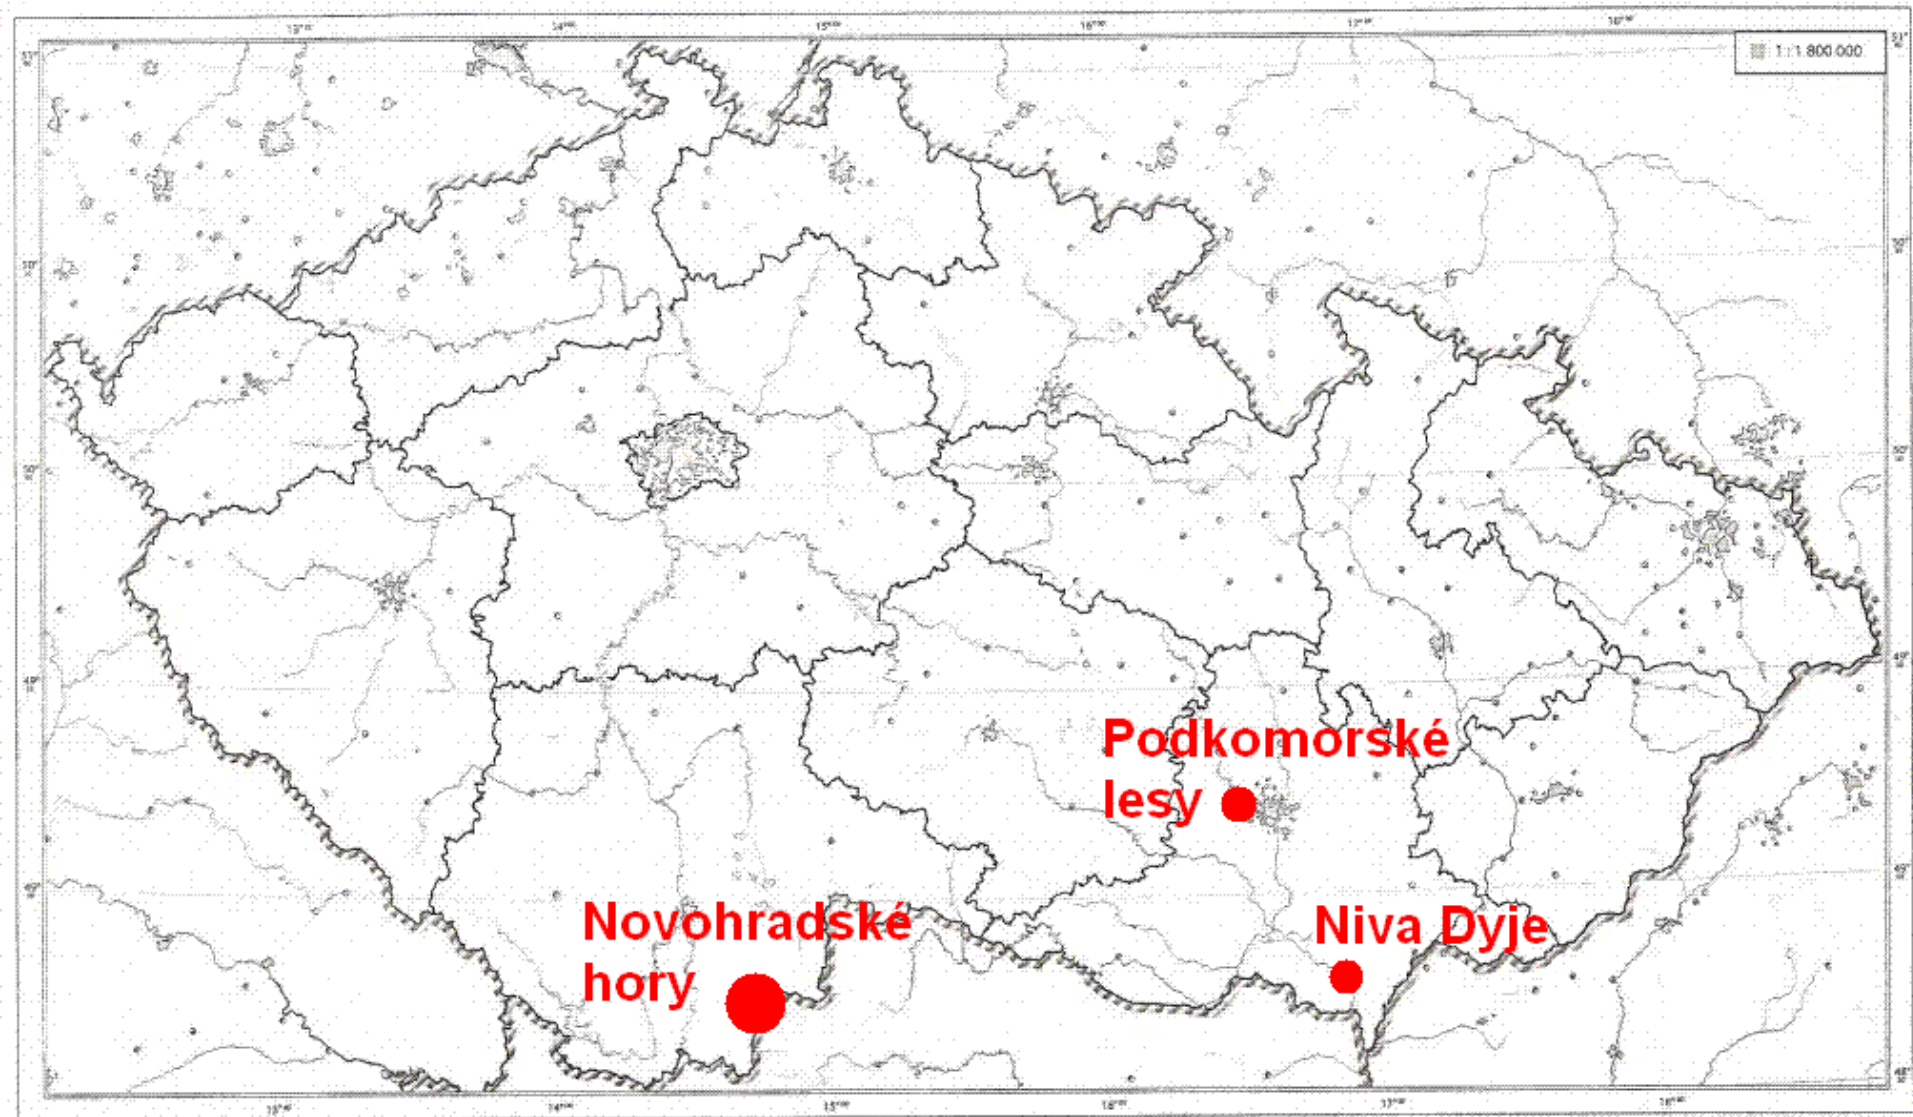 1 : 1 800 000
Podkomorské
lesy
Novohradské
hory
Niva Dyje